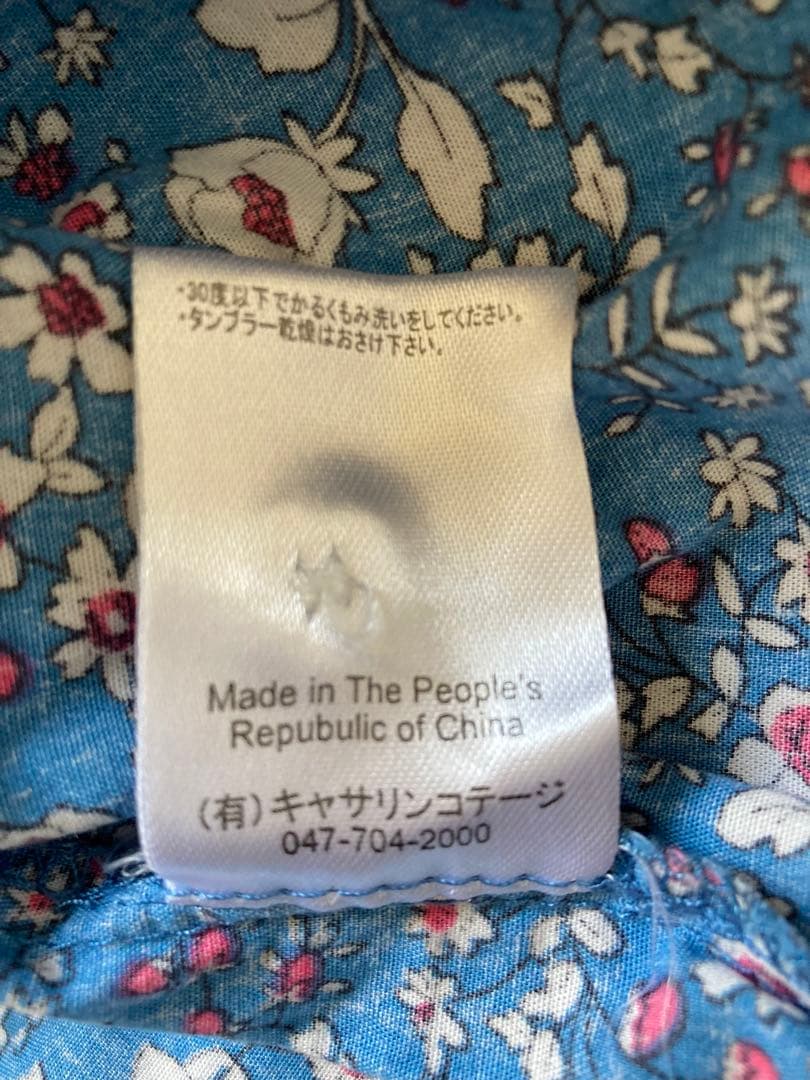 ・30度以下でかるくもみ洗いをしてください。
・タンブラー乾燥はおさけ下さい。
Made in The People's
Repubulic of China
(有)キャサリンコテージ
047-704-2000